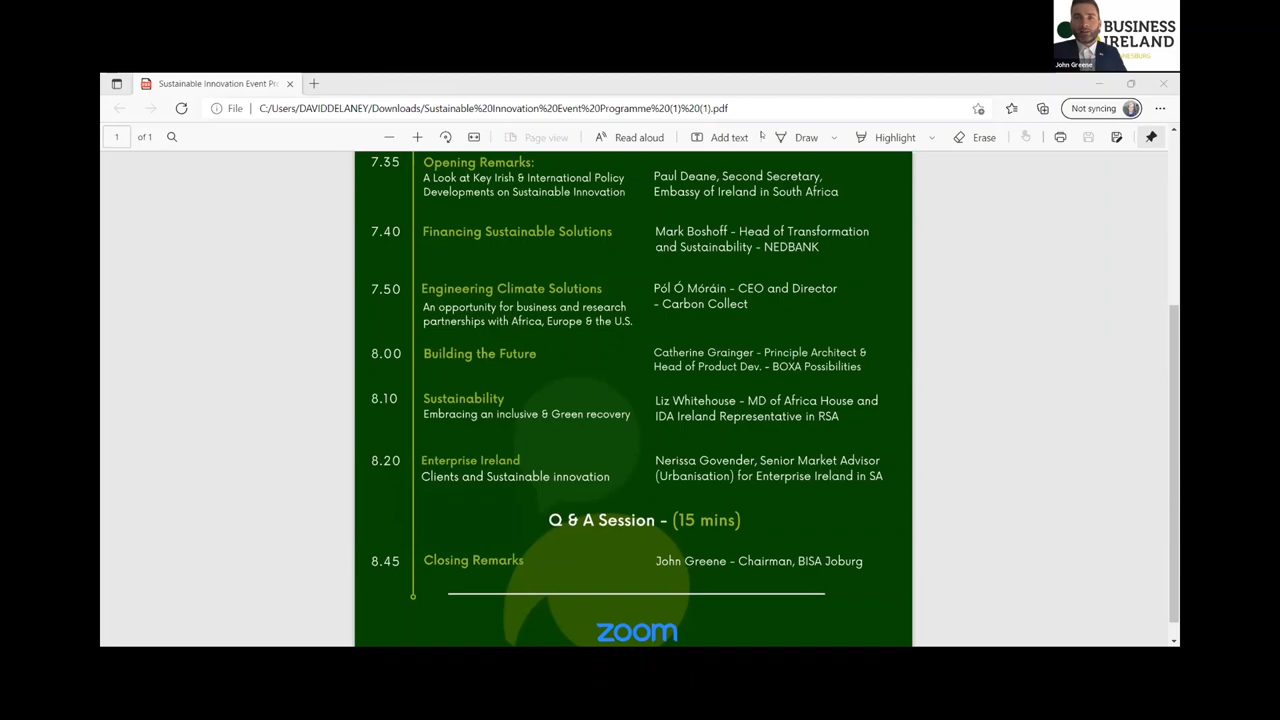 BUSINESS
IRELAND
John Greene
Sustainable Innovation Event Pr
File
C:/Users/DAVIDDELANEY/Downloads/Sustainable%20Innovation%20Event%20Programme%20(1)%20(1).pdf
Not syncing
1 of 1
Page view
Read aloud
Add text
Draw
Highlight
Erase
7.35
Opening Remarks:
A Look at Key Irish & International Policy
Developments on Sustainable Innovation
Paul Deane, Second Secretary,
Embassy of Ireland in South Africa
7.40
Financing Sustainable Solutions
Mark Boshoff - Head of Transformation
and Sustainability - NEDBANK
7.50
Engineering Climate Solutions
An opportunity for business and research
partnerships with Africa, Europe & the U.S.
Pól Ó Móráin - CEO and Director
- Carbon Collect
8.00
Building the Future
Catherine Grainger - Principle Architect &
Head of Product Dev. - BOXA Possibilities
8.10
Sustainability
Embracing an inclusive & Green recovery
Liz Whitehouse - MD of Africa House and
IDA Ireland Representative in RSA
8.20
Enterprise Ireland
Clients and Sustainable innovation
Nerissa Govender, Senior Market Advisor
(Urbanisation) for Enterprise Ireland in SA
Q & A Session - (15 mins)
8.45
Closing Remarks
John Greene - Chairman, BISA Joburg
zoom